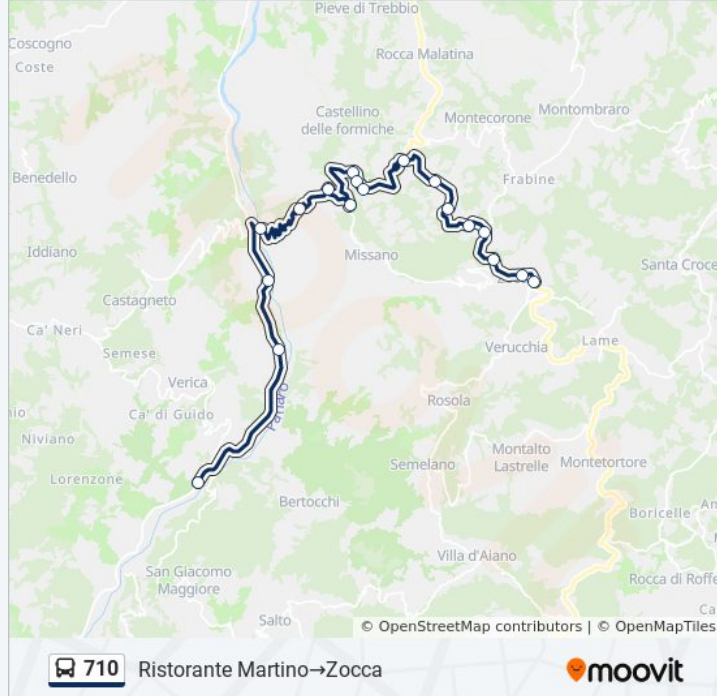 Pieve di Trebbio
Coscogno
Coste
Rocca Malatina
Castellino
delle formiche
Montecorone
Montombraro
Benedello
Frabine
Iddiano
Missano
Santa Croce
Castagneto
Ca' Neri
Semese
Verucchia
Lame
Verica
Ca' di Guido
Panaro
Rosola
Niviano
Lorenzone
Semelano
Montalto
Lastrelle
Montetortore
Bertocchi
Boricelle
Villa d'Aiano
San Giacomo
Maggiore
Rocca di Roffe
Salto
© OpenStreetMap contributors | © OpenMapTiles
710 Ristorante Martino→Zocca
moovit